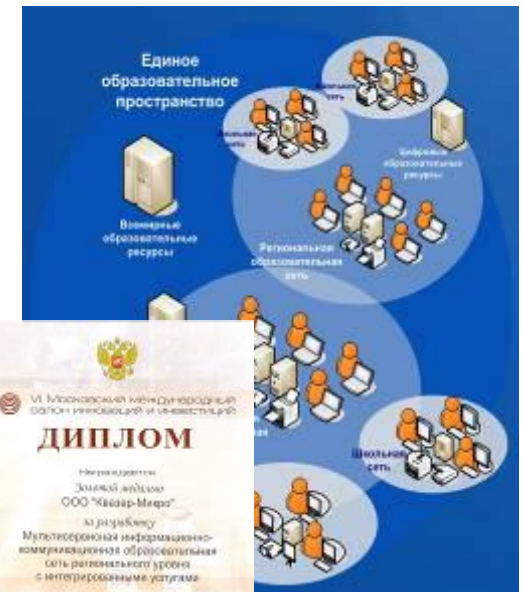 Единое
образовательное
пространство
Школьная
сеть
Школьная
сеть
Цифровые
образовательные
ресурсы
Всемирные
образовательные
ресурсы
Региональная
образовательная
сеть
Школьная
сеть
VI Московский международный
салон инноваций и инвестиций
ДИПЛОМ
Награждается
Золотой медалью
ООО "Квазар-Микро"
за разработку
Мультисервисная информационно-
коммуникационная образовательная
сеть регионального уровня
с интегрированными услугами